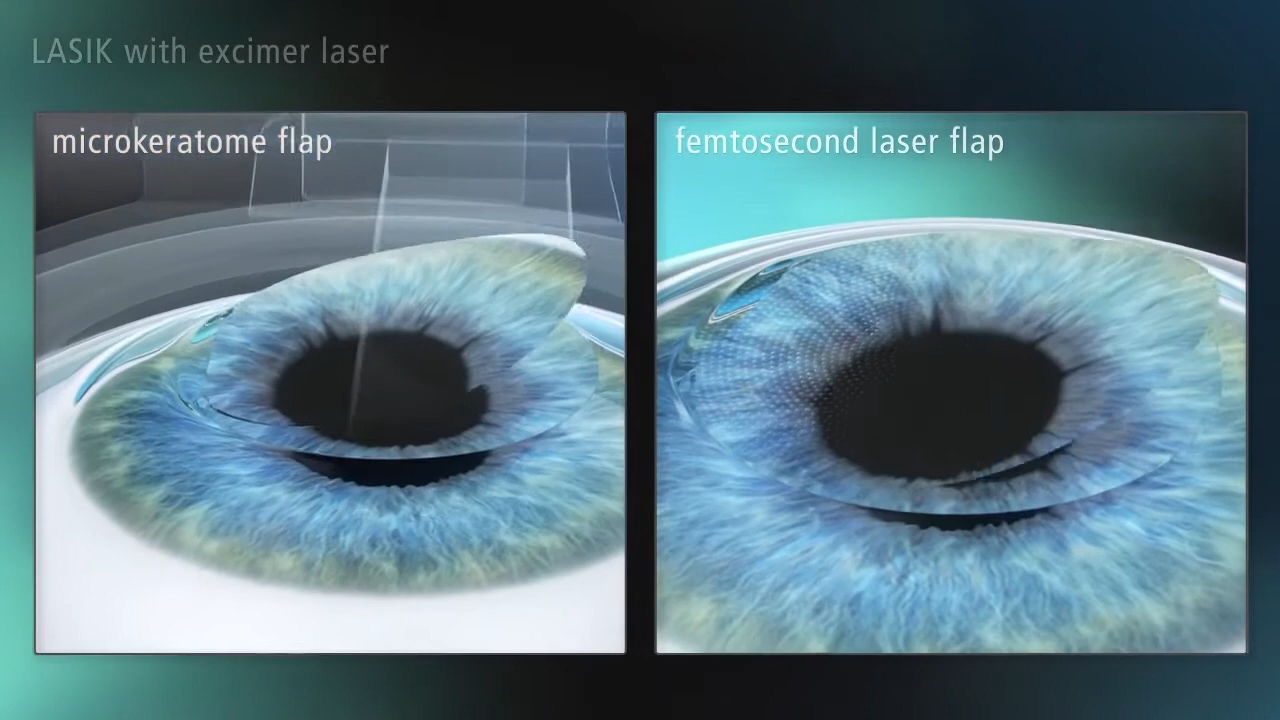 LASIK with excimer laser
microkeratome flap
femtosecond laser flap